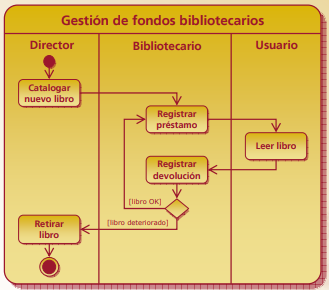 Gestión de fondos bibliotecarios
Director
Bibliotecario
Usuario
Catalogar
nuevo libro
Registrar
préstamo
Leer libro
Registrar
devolución
[libro OK]
[libro deteriorado]
Retirar
libro